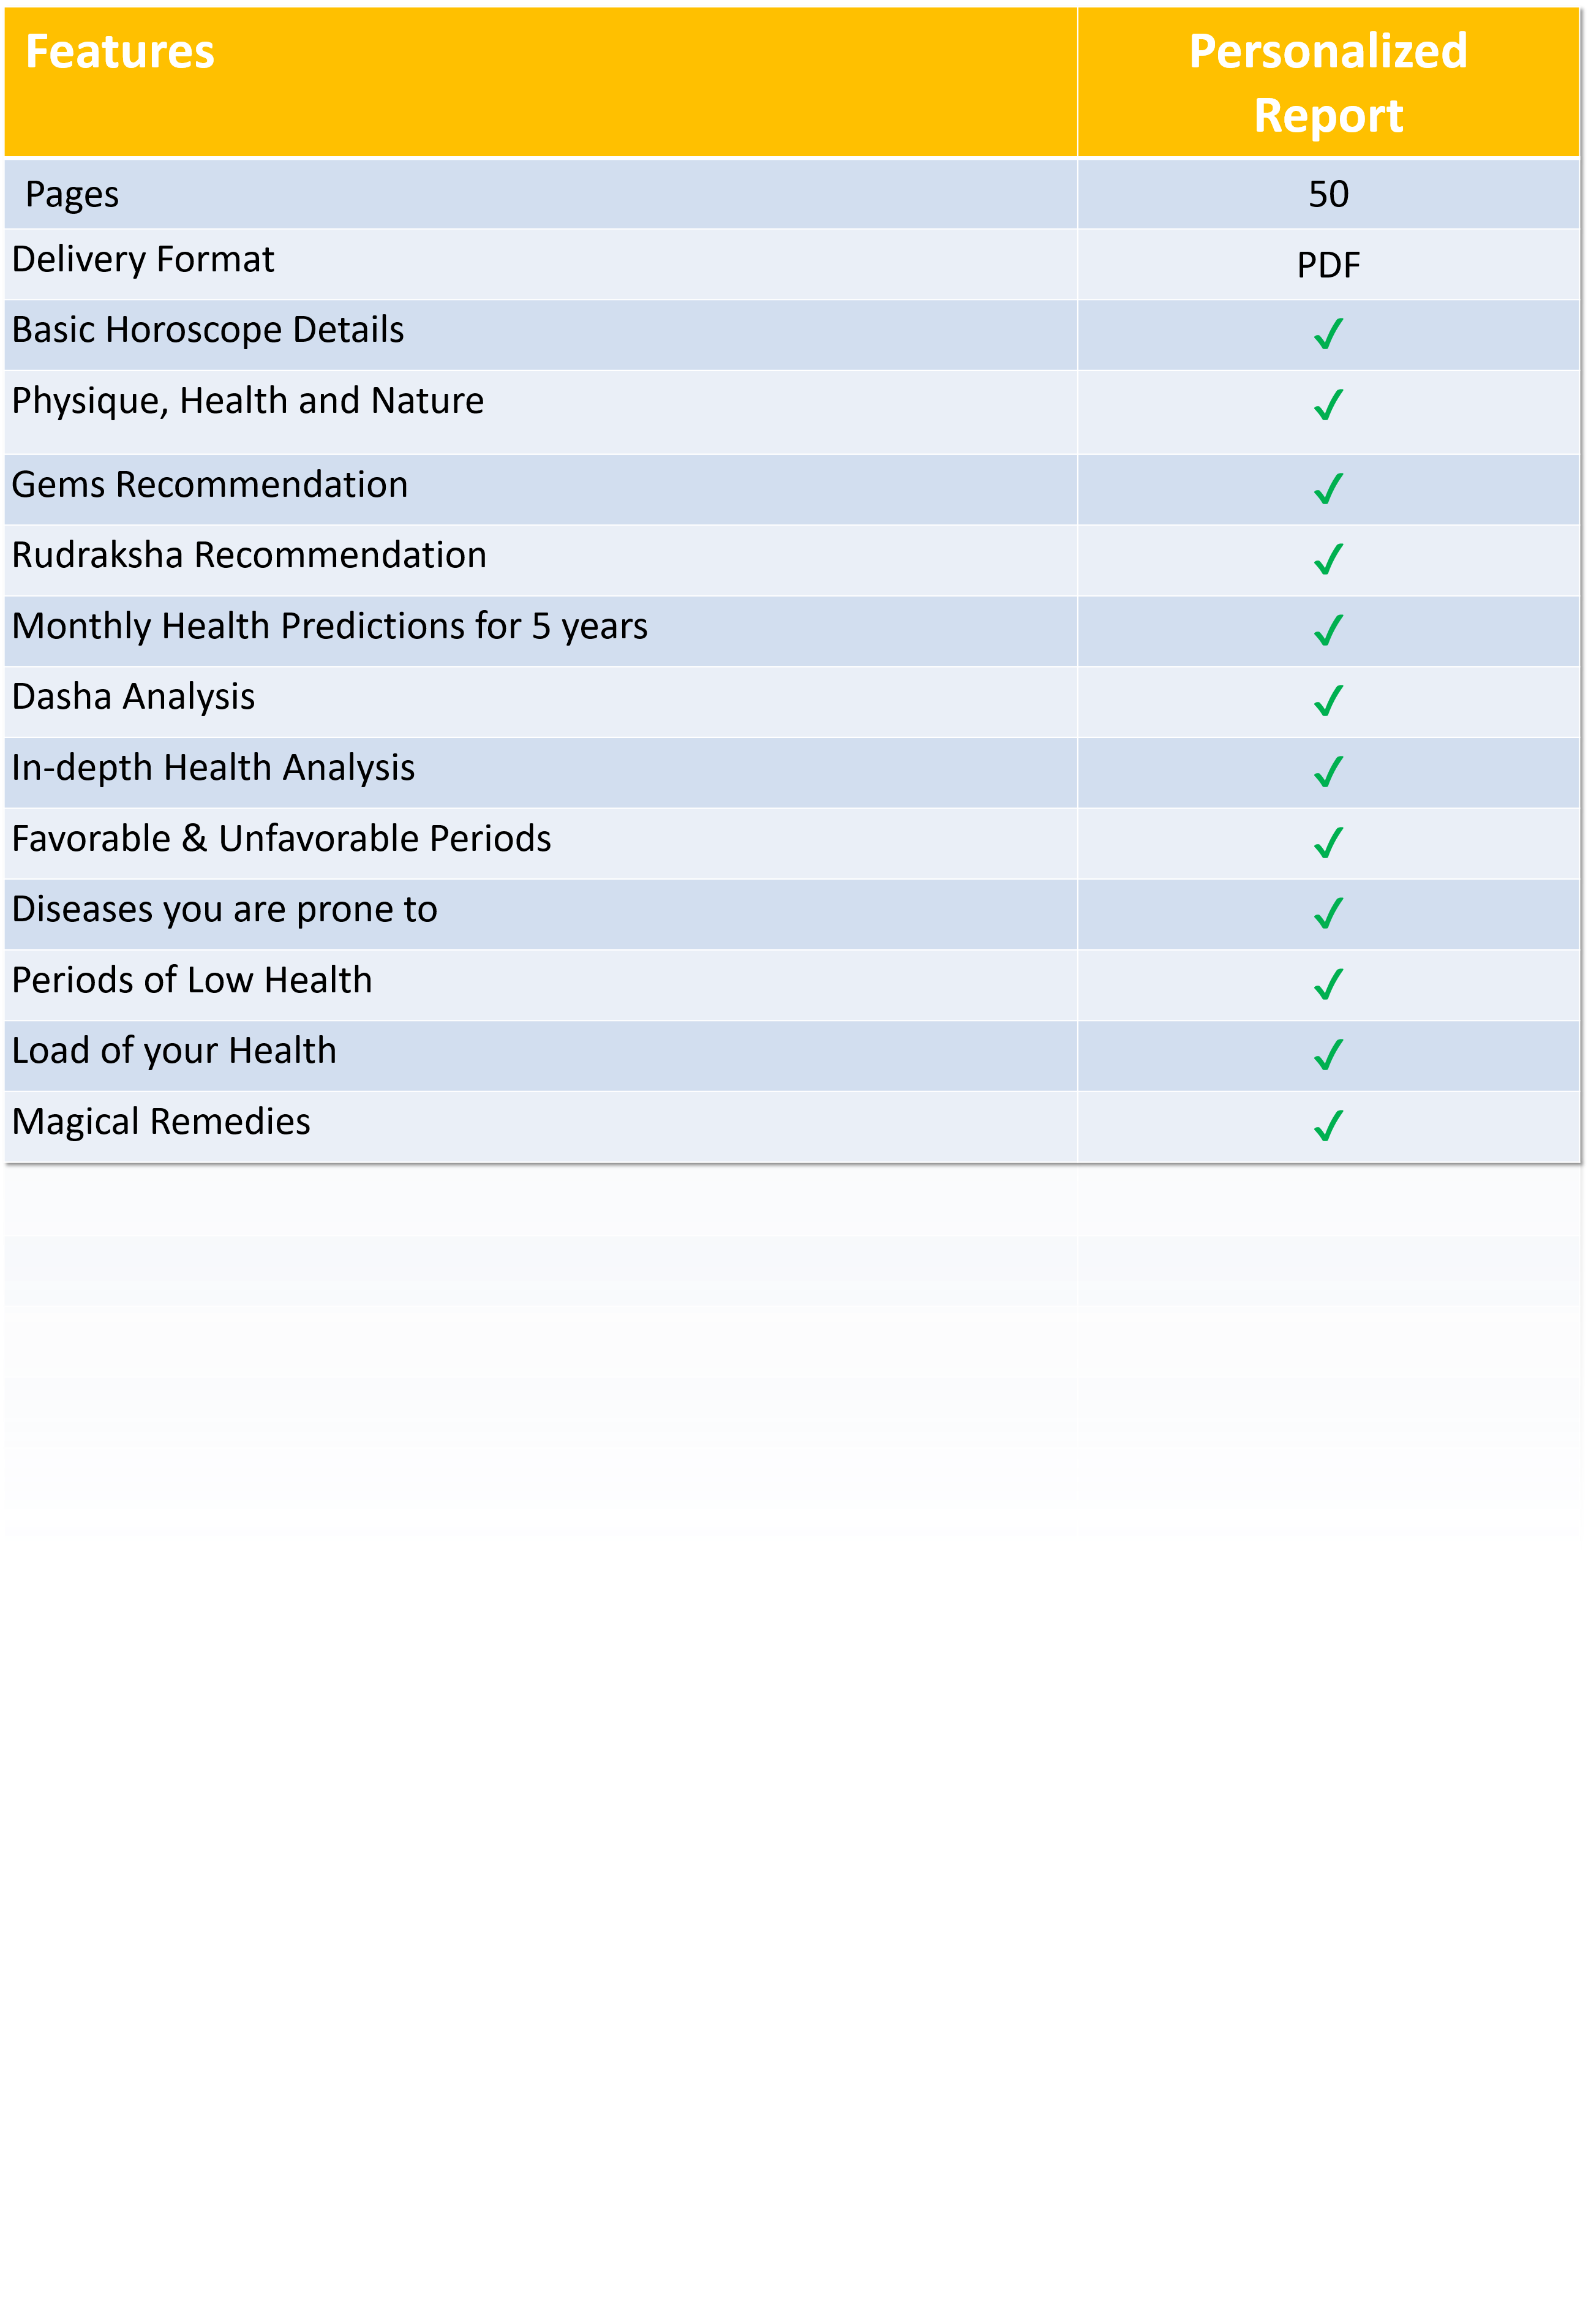 Features
Personalized
Report
Pages 50
Delivery Format PDF
Basic Horoscope Details ✓
Physique, Health and Nature ✓
Gems Recommendation ✓
Rudraksha Recommendation ✓
Monthly Health Predictions for 5 years ✓
Dasha Analysis ✓
In-depth Health Analysis ✓
Favorable & Unfavorable Periods ✓
Diseases you are prone to ✓
Periods of Low Health ✓
Load of your Health ✓
Magical Remedies ✓